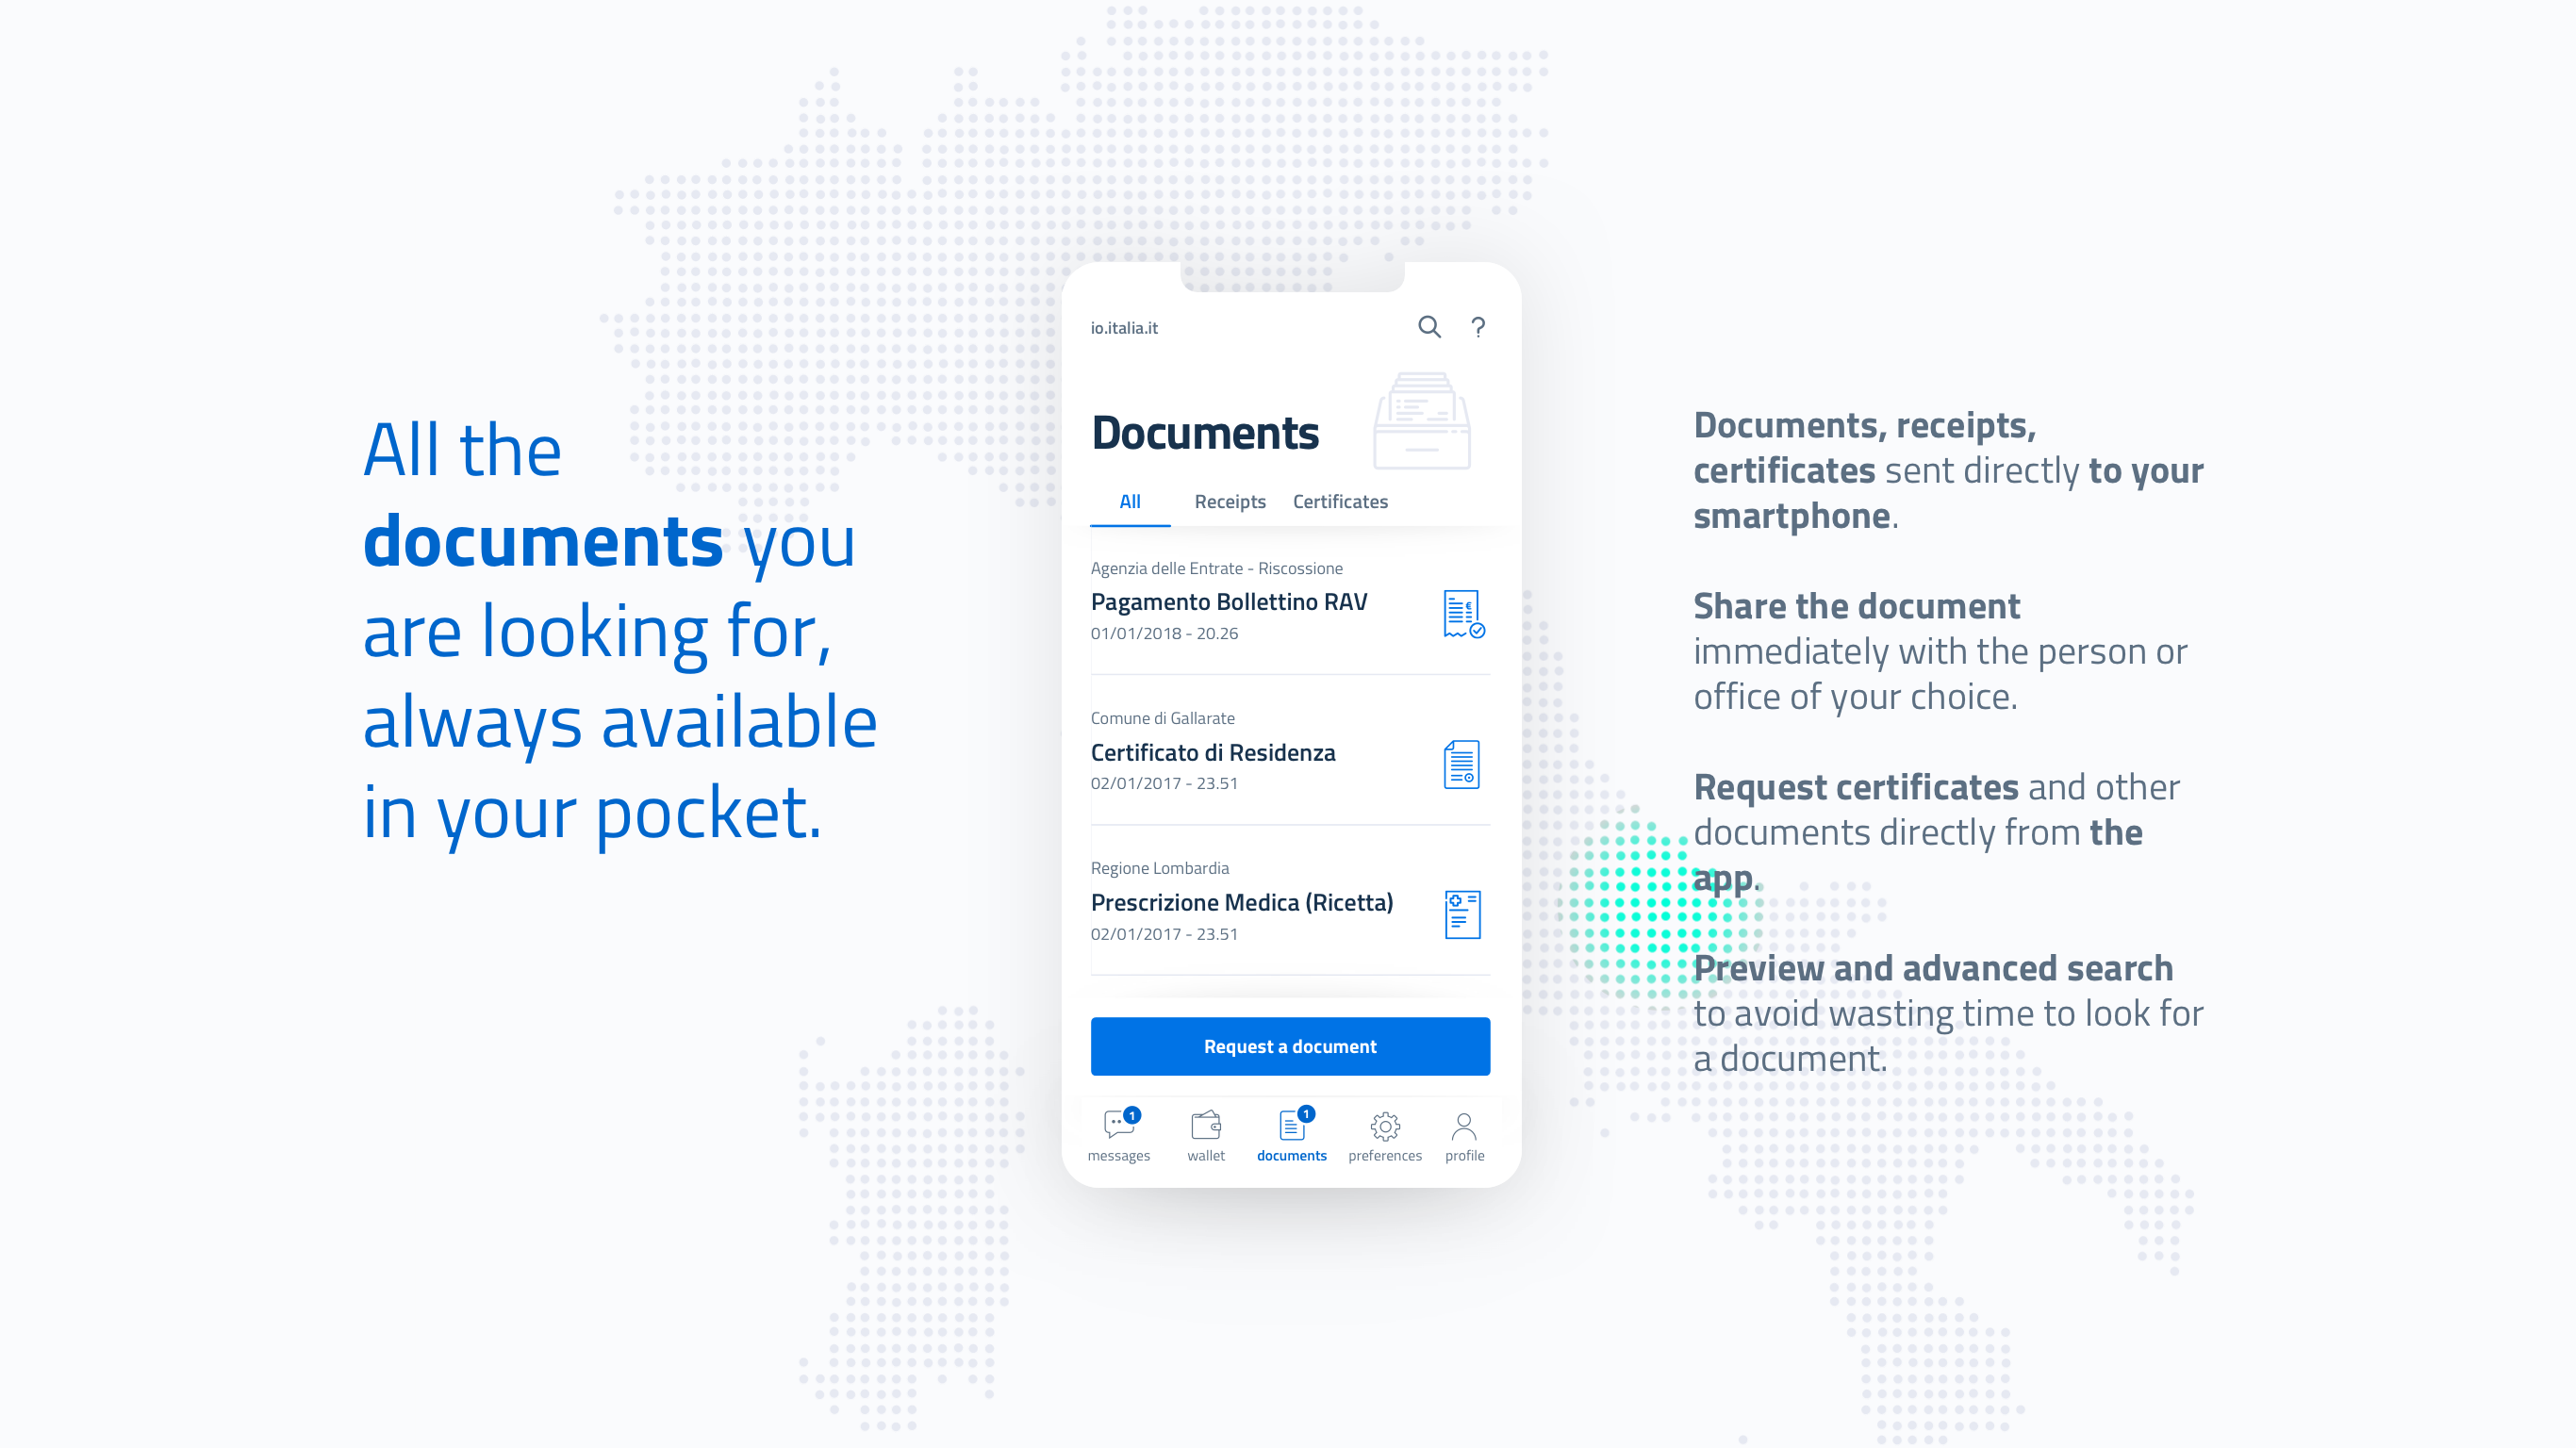 All the
documents you
are looking for,
always available
in your pocket.
io.italia.it
?
Documents
All Receipts Certificates
Agenzia delle Entrate - Riscossione
Pagamento Bollettino RAV
01/01/2018 - 20.26
€
Comune di Gallarate
Certificato di Residenza
02/01/2017 - 23.51
Regione Lombardia
Prescrizione Medica (Ricetta)
02/01/2017 - 23.51
Request a document
1
1
messages wallet documents preferences profile
Documents, receipts,
certificates sent directly to your
smartphone.
Share the document
immediately with the person or
office of your choice.
Request certificates and other
documents directly from the
app.
Preview and advanced search
to avoid wasting time to look for
a document.